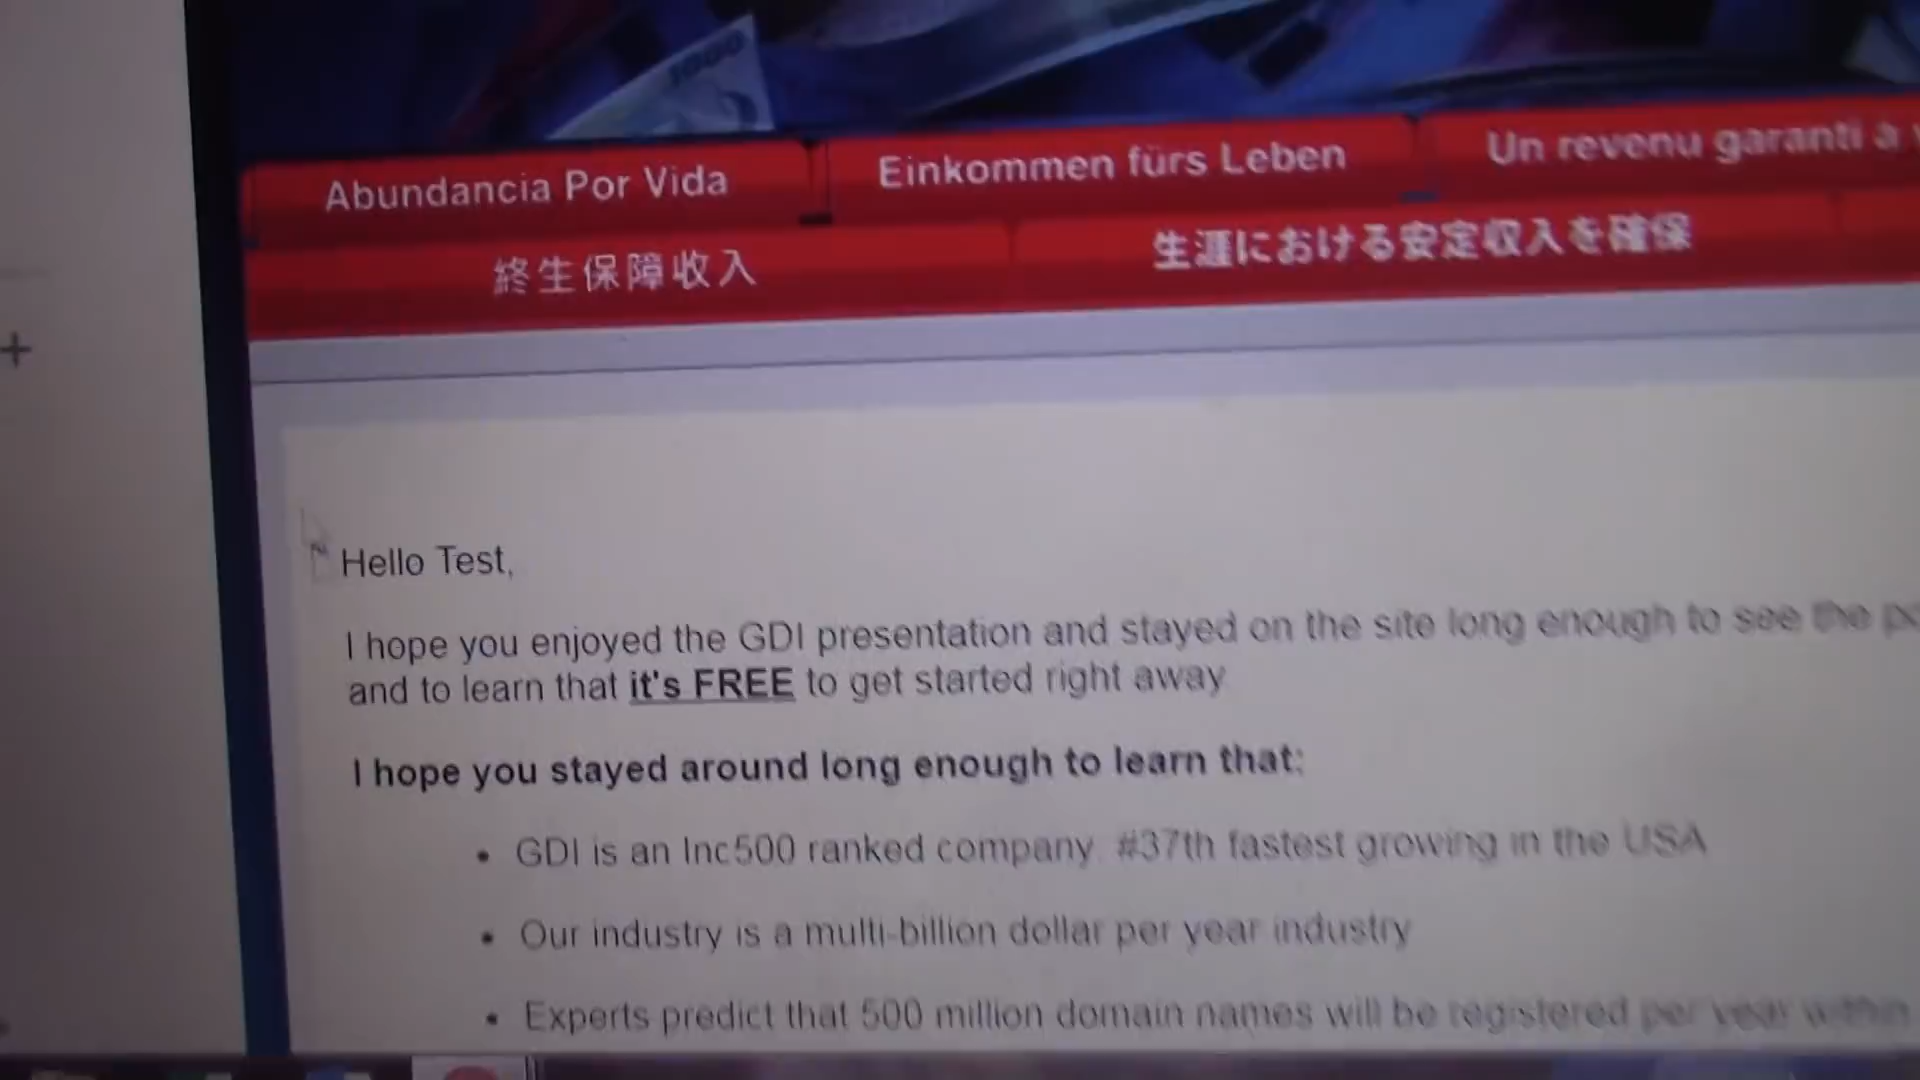 1000
Abundancia Por Vida
Einkommen fürs Leben
Un revenu garanti à
終生保障收入
生涯における安定収入を確保
Hello Test,
I hope you enjoyed the GDI presentation and stayed on the site long enough to see the
and to learn that it's FREE to get started right away
I hope you stayed around long enough to learn that:
• GDI is an Inc500 ranked company. #37th fastest growing in the USA
• Our industry is a multi-billion dollar per year industry
• Experts predict that 500 million domain names will be registered per year within